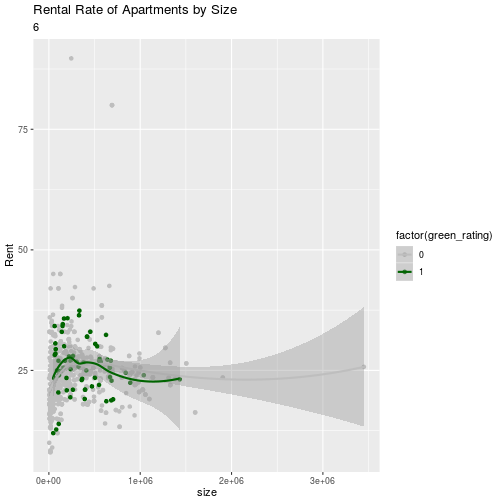 Rental Rate of Apartments by Size
6
75
50
25
Rent
0e+00
1e+06
2e+06
3e+06
size
factor(green_rating)
0
1